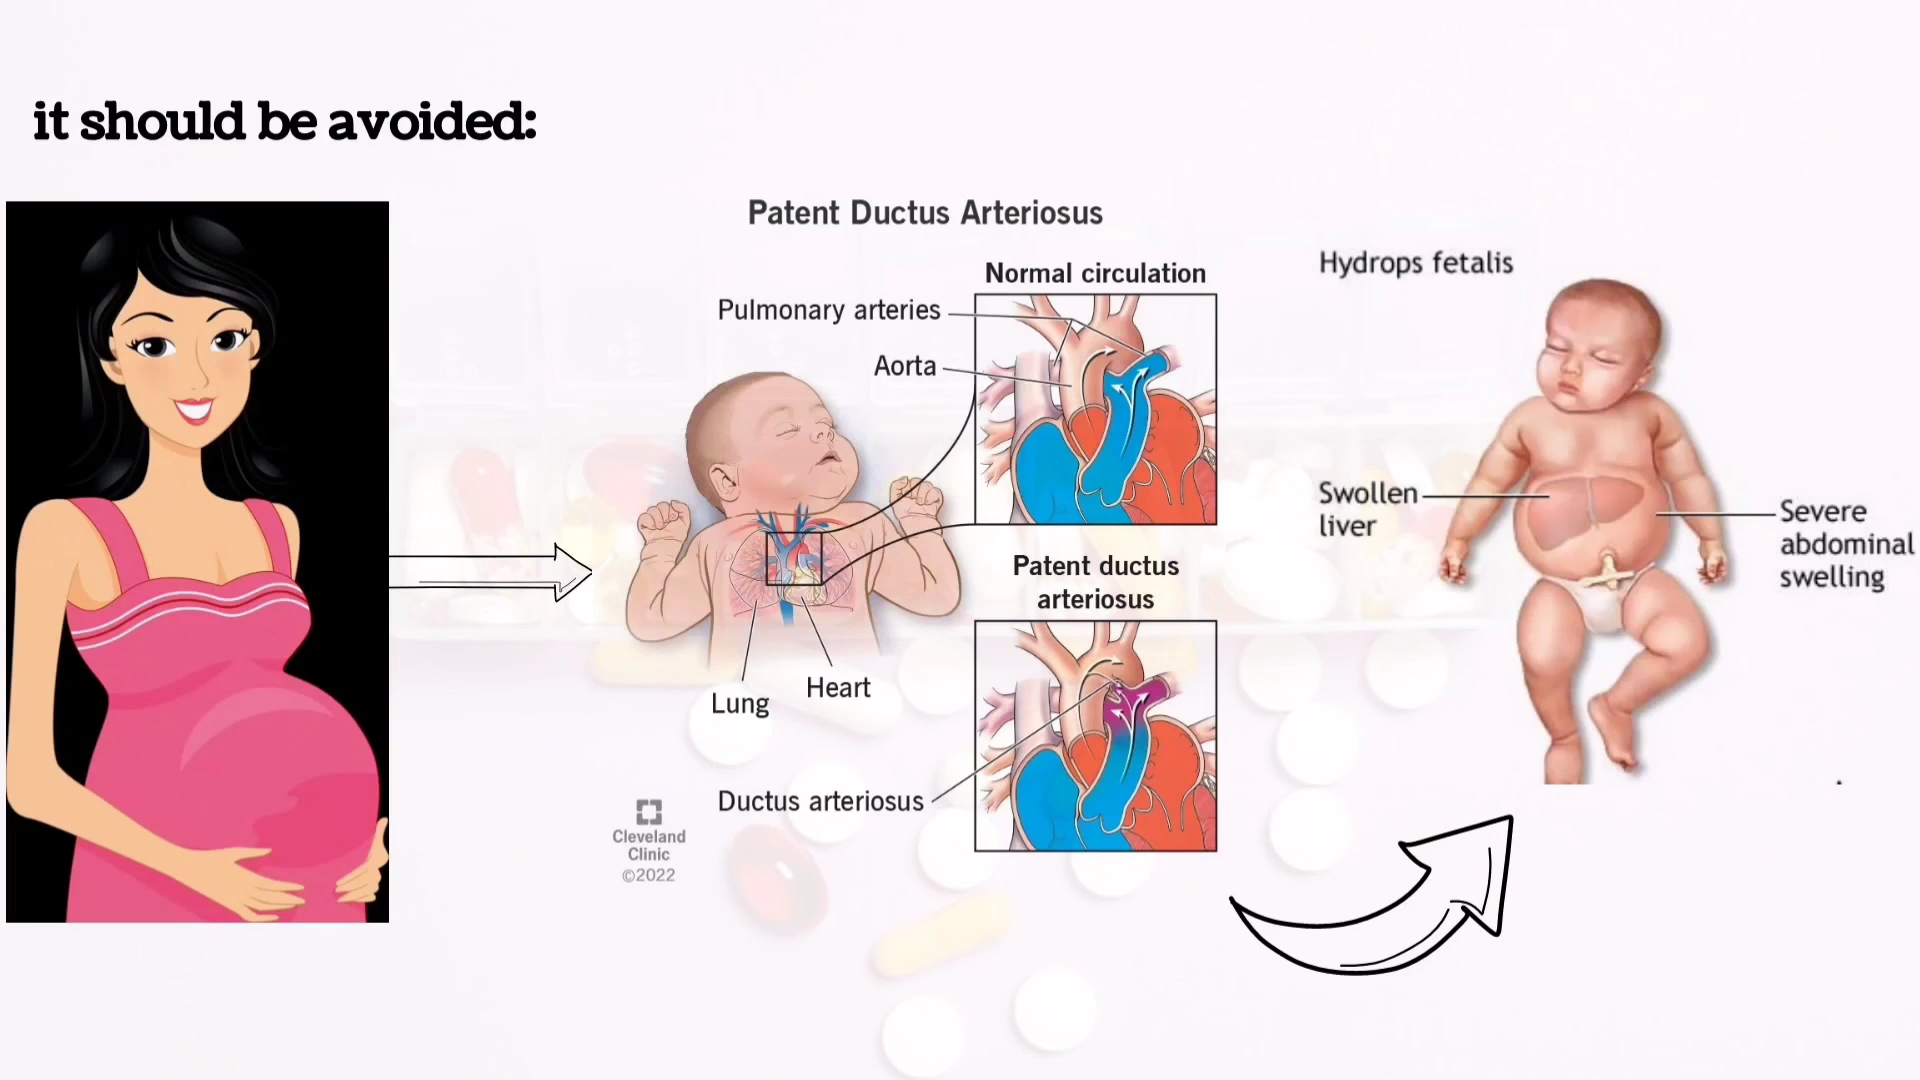 it should be avoided:
Patent Ductus Arteriosus
Normal circulation
Pulmonary arteries
Aorta
Patent ductus
arteriosus
Lung
Heart
Ductus arteriosus
Cleveland
Clinic
©2022
Hydrops fetalis
Swollen
liver
Severe
abdominal
swelling